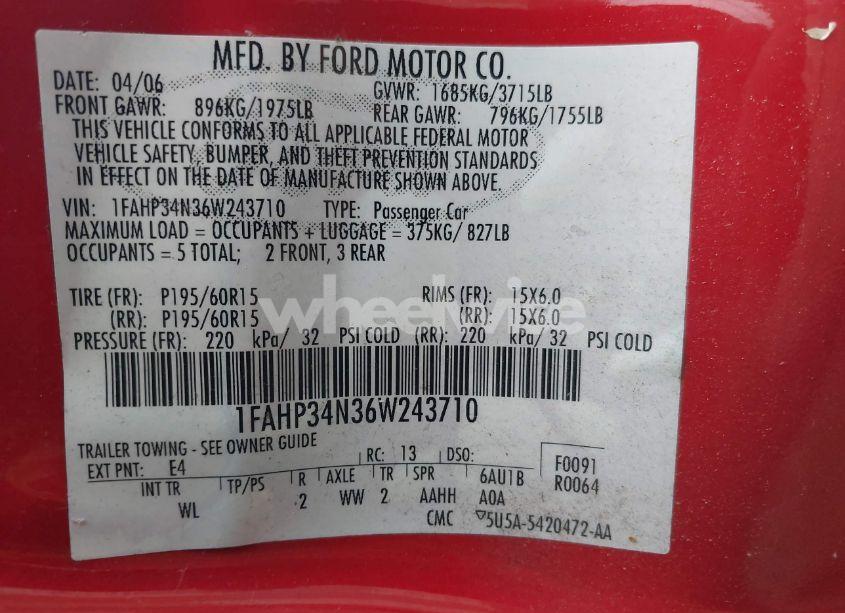 MFD. BY FORD MOTOR CO.
DATE: 04/06 GVWR: 1685KG/3715LB
FRONT GAWR: 896KG/1975LB REAR GAWR: 796KG/1755LB
THIS VEHICLE CONFORMS TO ALL APPLICABLE FEDERAL MOTOR
VEHICLE SAFETY, BUMPER, AND THEFT PREVENTION STANDARDS
IN EFFECT ON THE DATE OF MANUFACTURE SHOWN ABOVE.
VIN: 1FAHP34N36W243710 TYPE: Passenger Car
MAXIMUM LOAD = OCCUPANTS + LUGGAGE = 375KG/ 827LB
OCCUPANTS = 5 TOTAL; 2 FRONT, 3 REAR
TIRE (FR): P195/60R15 RIMS (FR): 15X6.0
(RR): P195/60R15 (RR): 15X6.0
wheelwise
PRESSURE (FR): 220 kPa/ 32 PSI COLD (RR): 220 kPa/ 32 PSI COLD
1FAHP34N36W243710
TRAILER TOWING - SEE OWNER GUIDE
EXT PNT: E4 RC: 13 DSO: F0091
INT TR TP/PS R AXLE TR SPR 6AU1B R0064
WL 2 WW 2 AAHH A0A
CMC ▽5U5A-5420472-AA